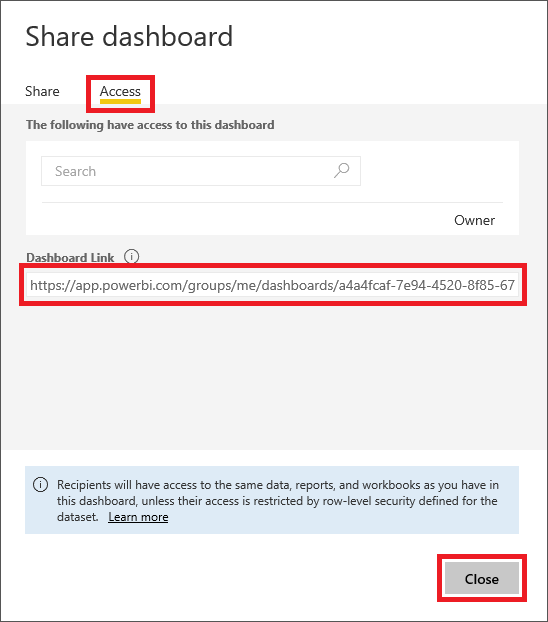 Share dashboard
Share Access
The following have access to this dashboard
Search
Owner
Dashboard Link
https://app.powerbi.com/groups/me/dashboards/a4a4fcaf-7e94-4520-8f85-67
Recipients will have access to the same data, reports, and workbooks as you have in
this dashboard, unless their access is restricted by row-level security defined for the
dataset. Learn more
Close